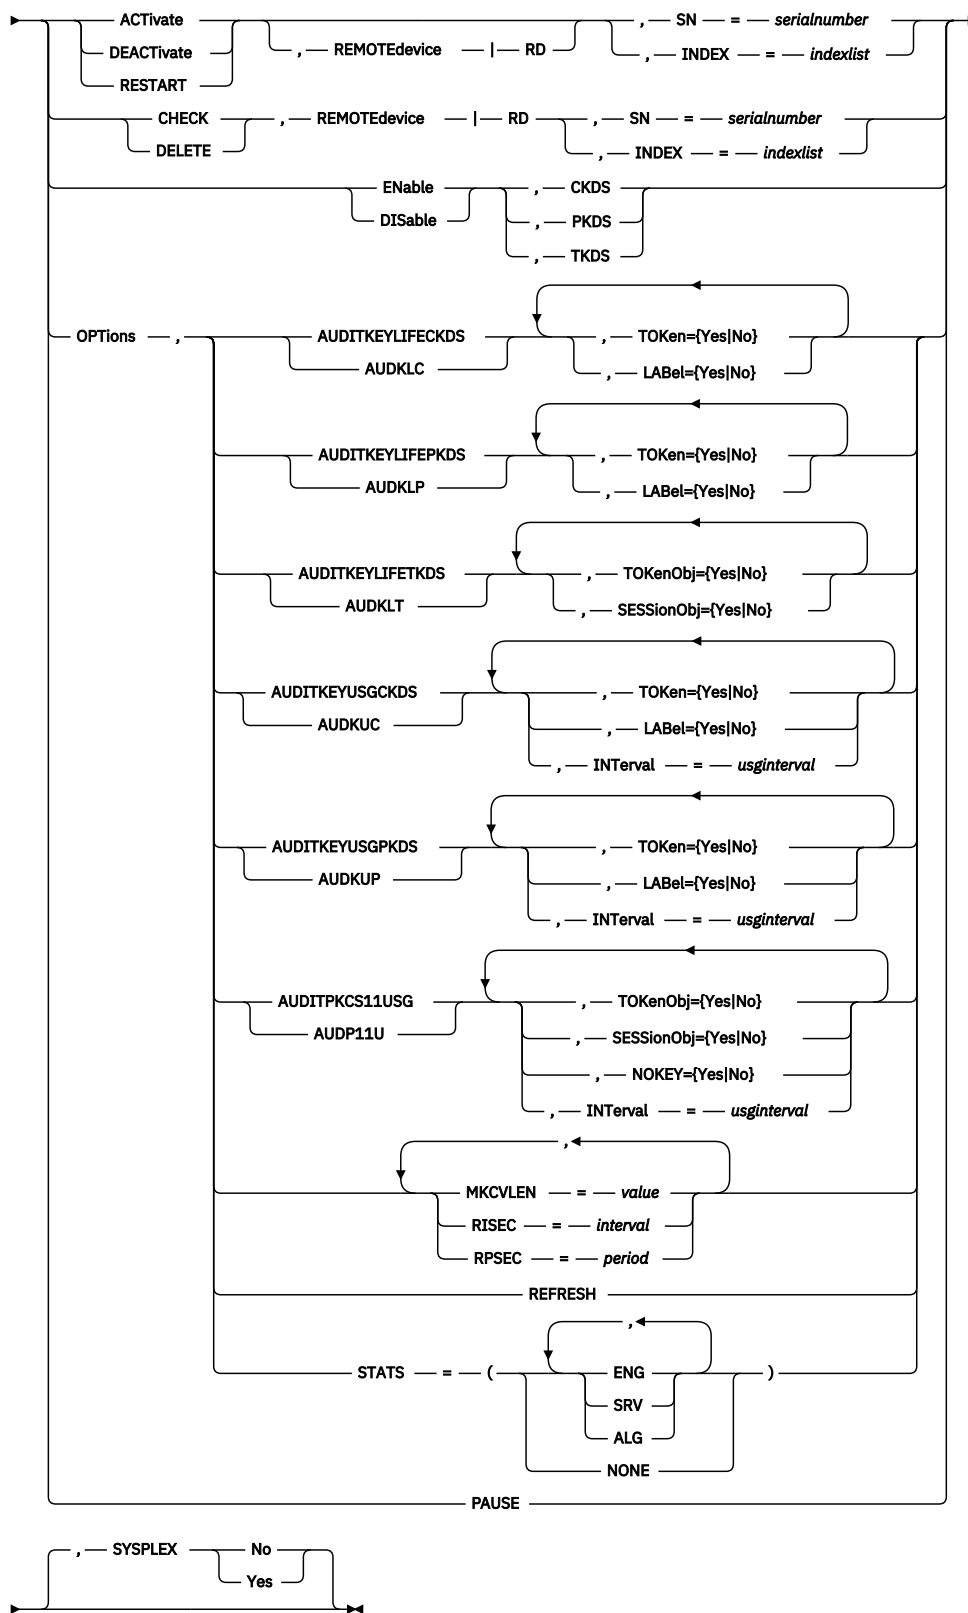 ACTivate , SN = serialnumber
DEACTivate , REMOTEdevice | RD , INDEX = indexlist
RESTART
CHECK , REMOTEdevice | RD , SN = serialnumber
DELETE , INDEX = indexlist
ENable , CKDS
DISable , PKDS
, TKDS
OPTions , AUDITKEYLIFECKDS , TOKen={Yes|No}
AUDKLC , LABel={Yes|No}
AUDITKEYLIFEPKDS , TOKen={Yes|No}
AUDKLP , LABel={Yes|No}
AUDITKEYLIFETKDS , TOKenObj={Yes|No}
AUDKLT , SESSionObj={Yes|No}
AUDITKEYUSGCKDS , TOKen={Yes|No}
AUDKUC , LABel={Yes|No}
, INTerval = usginterval
AUDITKEYUSGPKDS , TOKen={Yes|No}
AUDKUP , LABel={Yes|No}
, INTerval = usginterval
AUDITPKCS11USG , TOKenObj={Yes|No}
AUDP11U , SESSionObj={Yes|No}
, NOKEY={Yes|No}
, INTerval = usginterval
,
MKCVLEN = value
RISEC = interval
RPSEC = period
REFRESH
,
STATS = ( ENG )
SRV
ALG
NONE
PAUSE
, SYSPLEX No
Yes